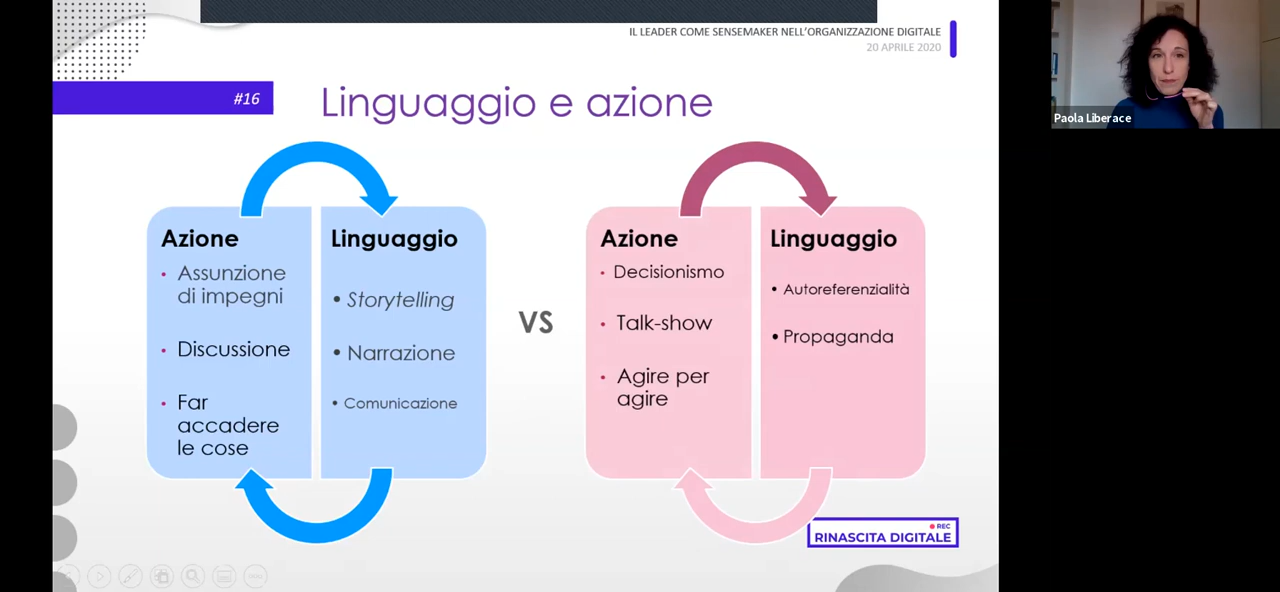 IL LEADER COME SENSEMAKER NELL'ORGANIZZAZIONE DIGITALE
20 APRILE 2020
#16
Linguaggio e azione
Paola Liberace
Azione
• Assunzione
di impegni
• Discussione
• Far
accadere
le cose
Linguaggio
• Storytelling
• Narrazione
• Comunicazione
VS
Azione
• Decisionismo
• Talk-show
• Agire per
agire
Linguaggio
• Autoreferenzialità
• Propaganda
REC
RINASCITA DIGITALE